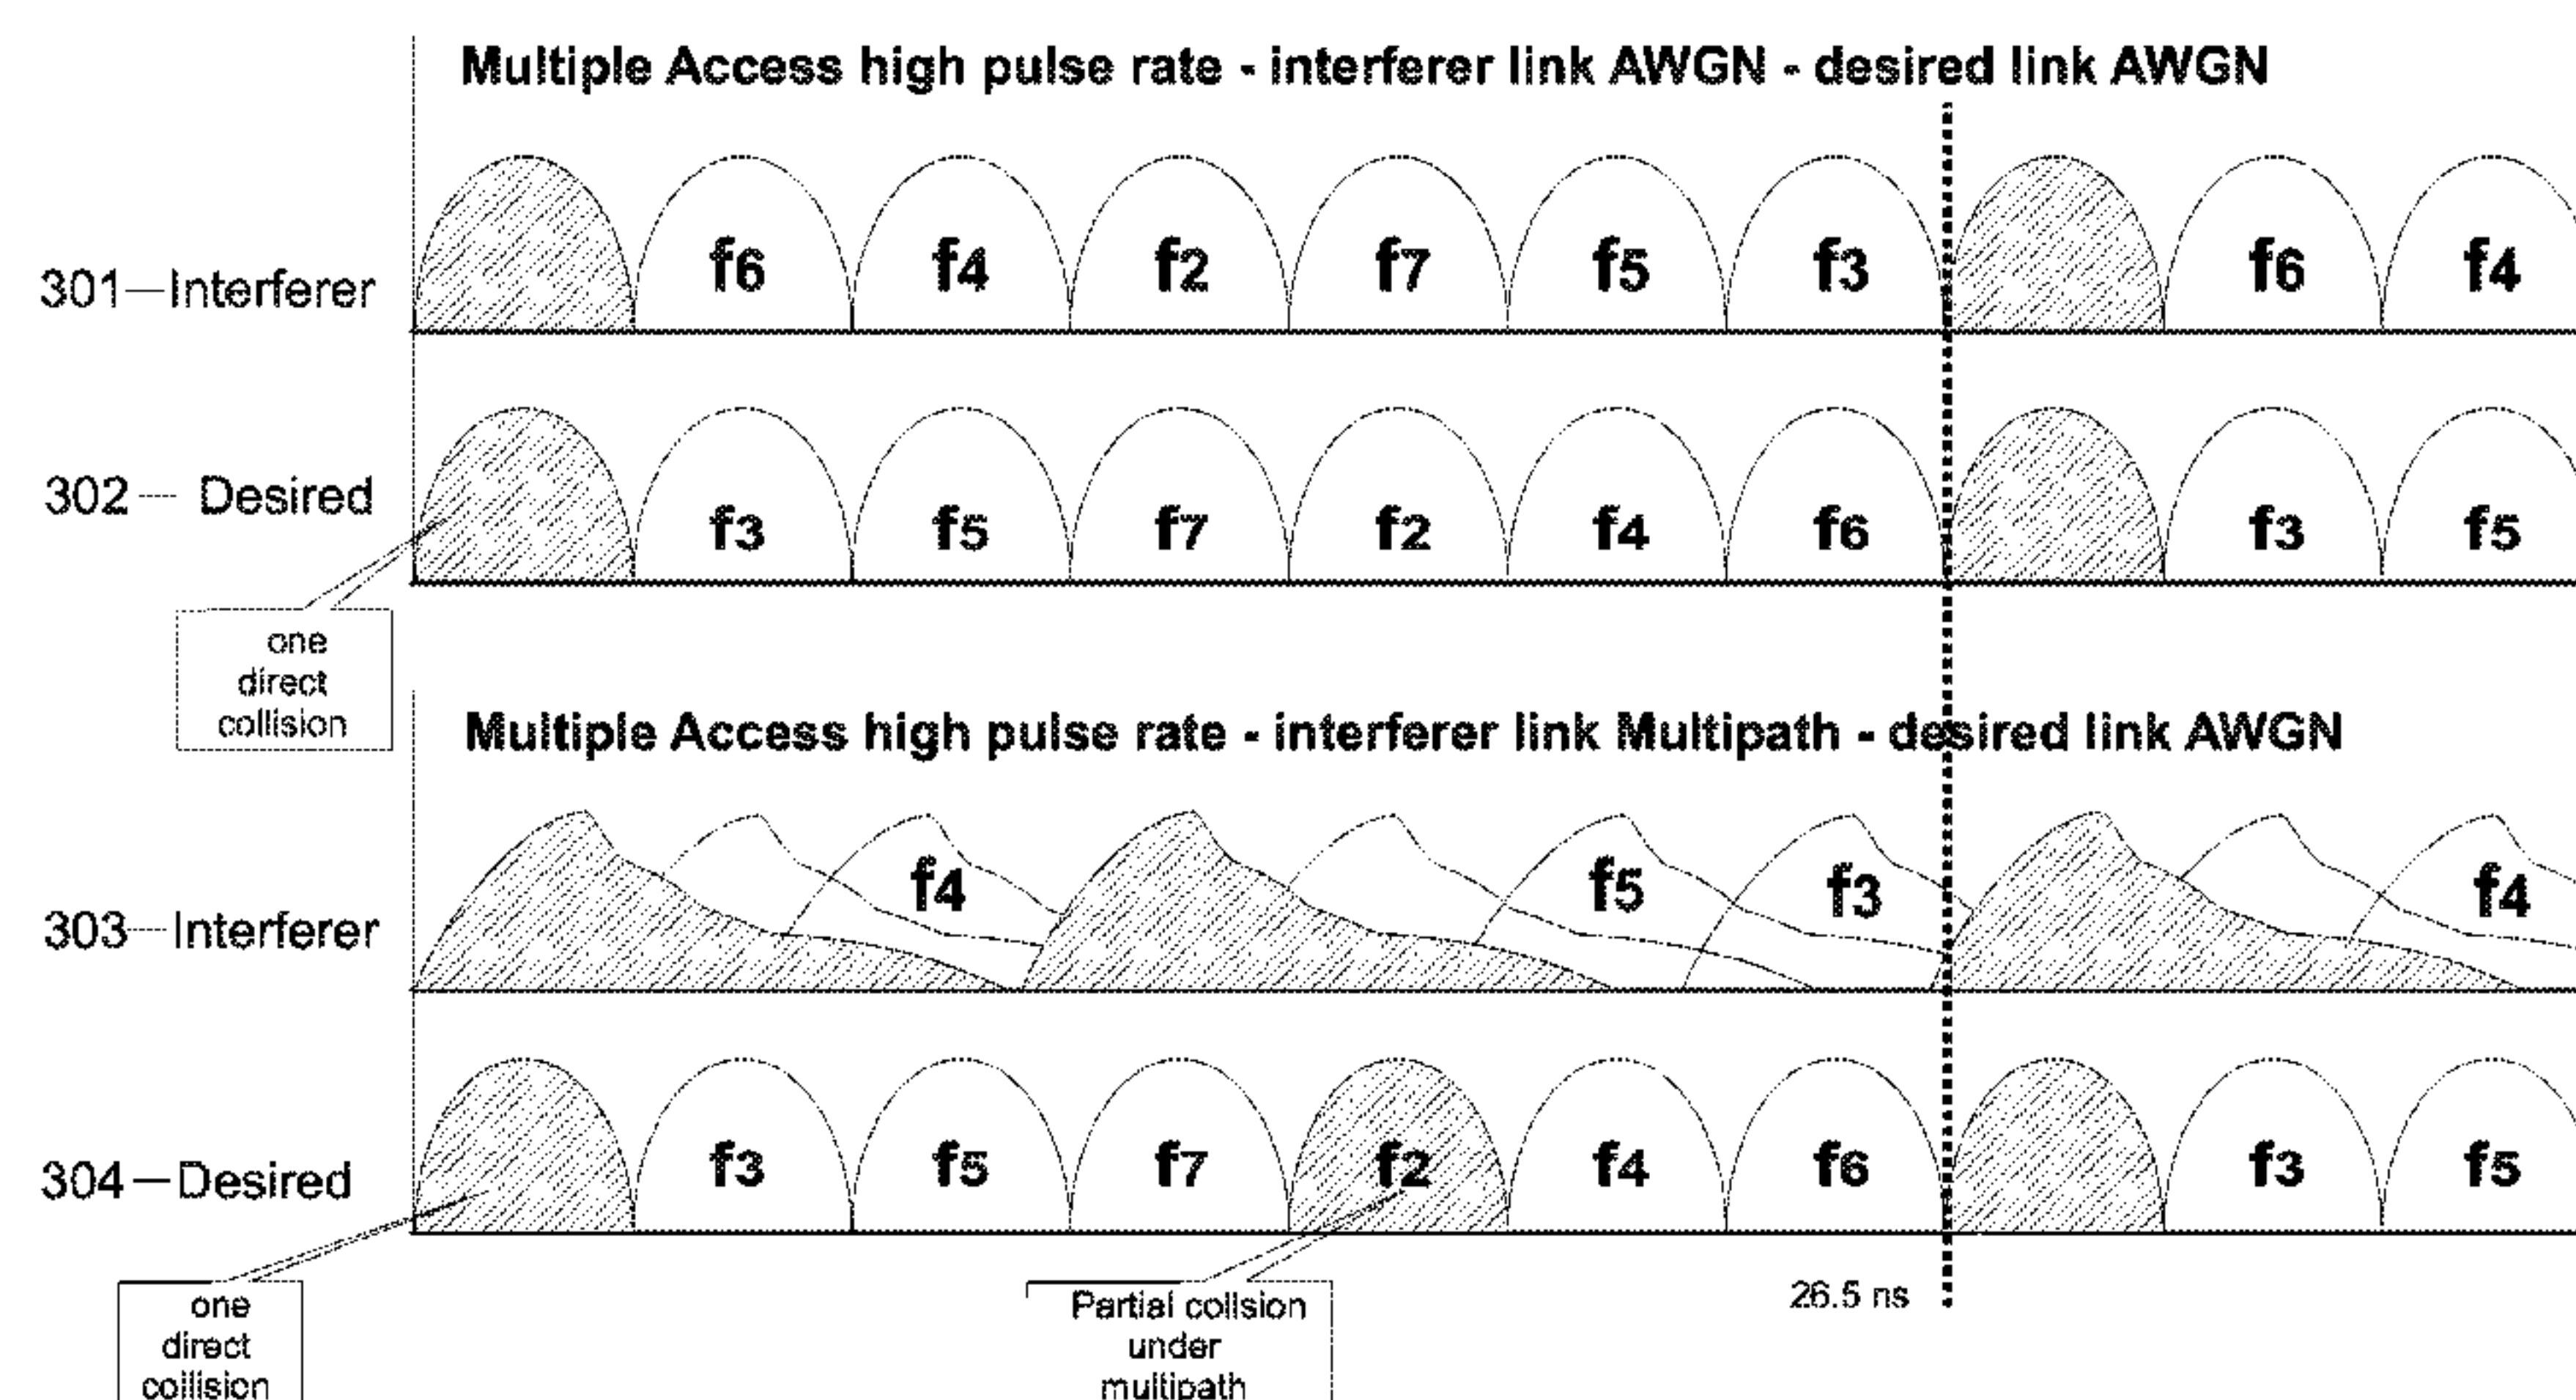 Multiple Access high pulse rate - interferer link AWGN - desired link AWGN
301—Interferer f6 f4 f2 f7 f5 f3 f6 f4
302 --- Desired f3 f5 f7 f2 f4 f6 f3 f5
one
direct
collision
Multiple Access high pulse rate - interferer link Multipath - desired link AWGN
303---Interferer f4 f5 f3 f4
304—Desired f3 f5 f7 f2 f4 f6 f3 f5
one
direct
collision
Partial collsion
under
multipath
26.5 ns